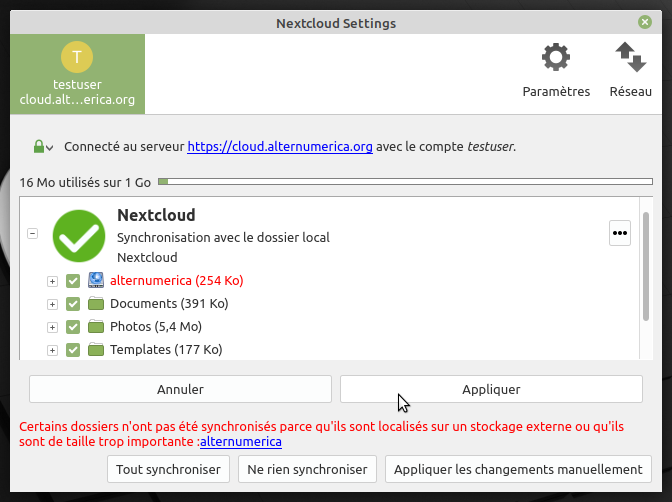 Nextcloud Settings
T
testuser
cloud.alt...erica.org
Paramètres
Réseau
Connecté au serveur https://cloud.alternumerica.org avec le compte testuser.
16 Mo utilisés sur 1 Go
Nextcloud
Synchronisation avec le dossier local
Nextcloud
alternumerica (254 Ko)
Documents (391 Ko)
Photos (5,4 Mo)
Templates (177 Ko)
Annuler
Appliquer
Certains dossiers n'ont pas été synchronisés parce qu'ils sont localisés sur un stockage externe ou qu'ils
sont de taille trop importante :alternumerica
Tout synchroniser
Ne rien synchroniser
Appliquer les changements manuellement